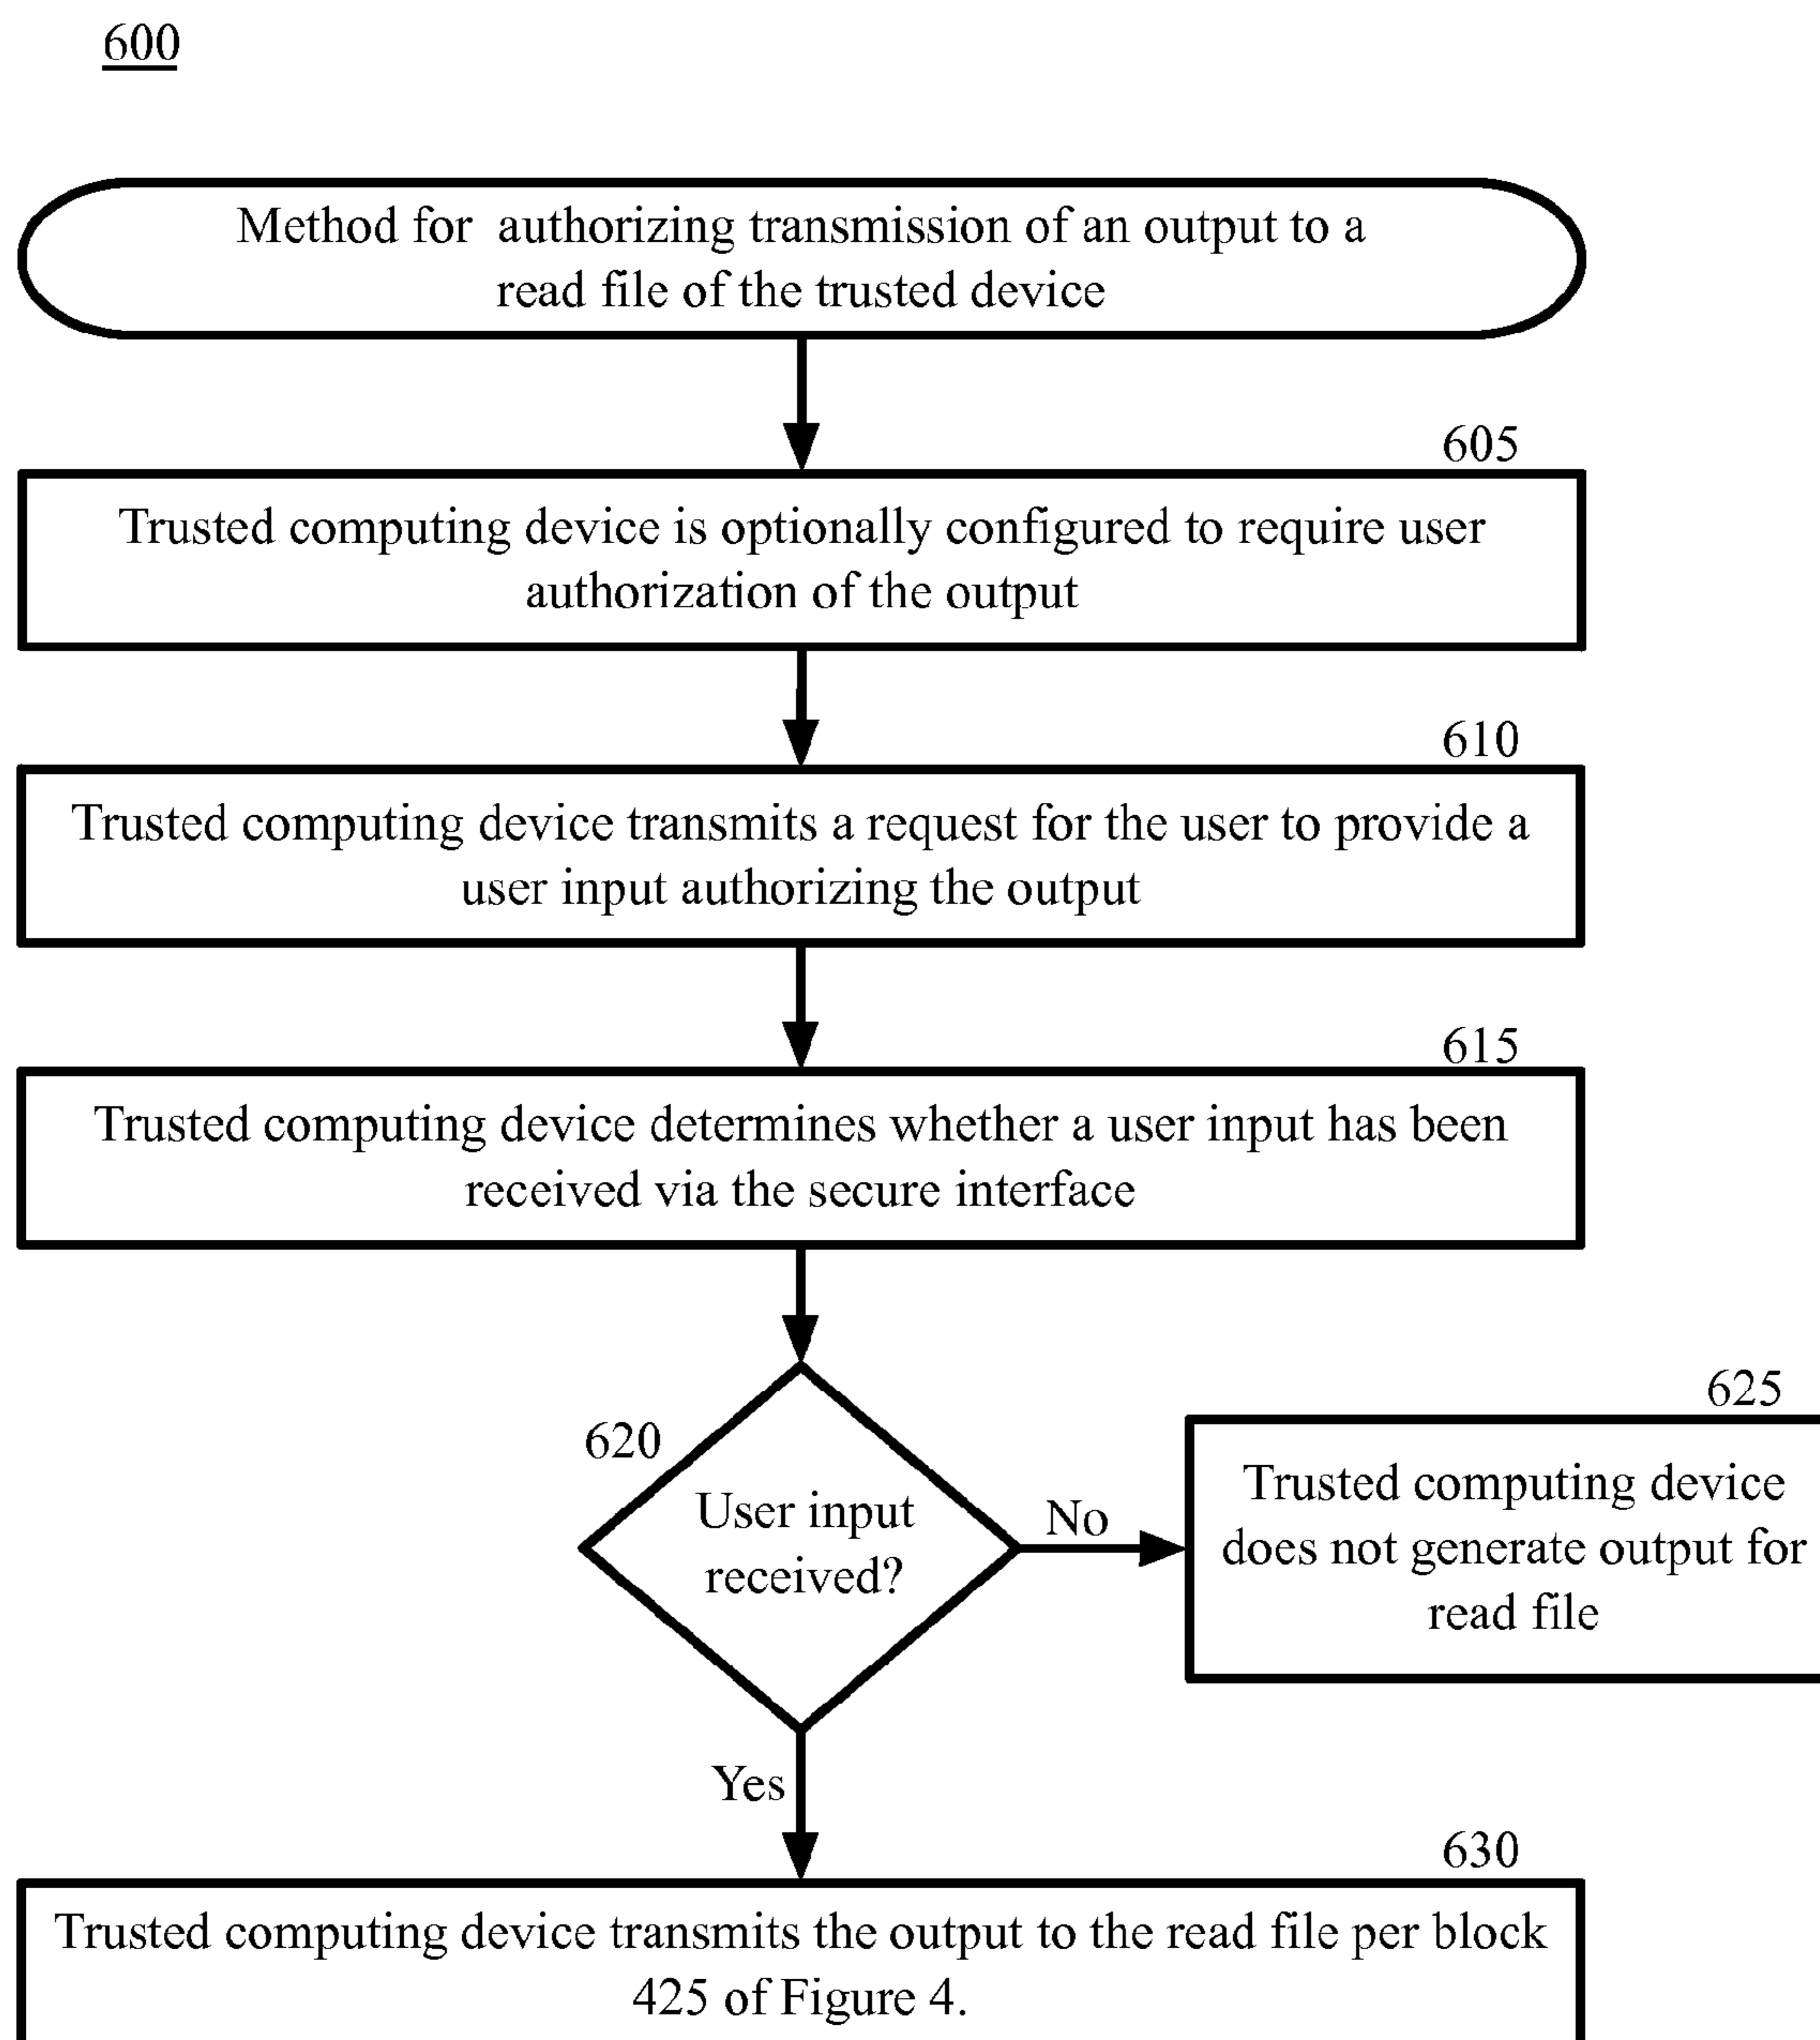 600
Method for authorizing transmission of an output to a
read file of the trusted device
605
Trusted computing device is optionally configured to require user
authorization of the output
610
Trusted computing device transmits a request for the user to provide a
user input authorizing the output
615
Trusted computing device determines whether a user input has been
received via the secure interface
620
User input
received?
No
625
Trusted computing device
does not generate output for
read file
Yes
630
Trusted computing device transmits the output to the read file per block
425 of Figure 4.